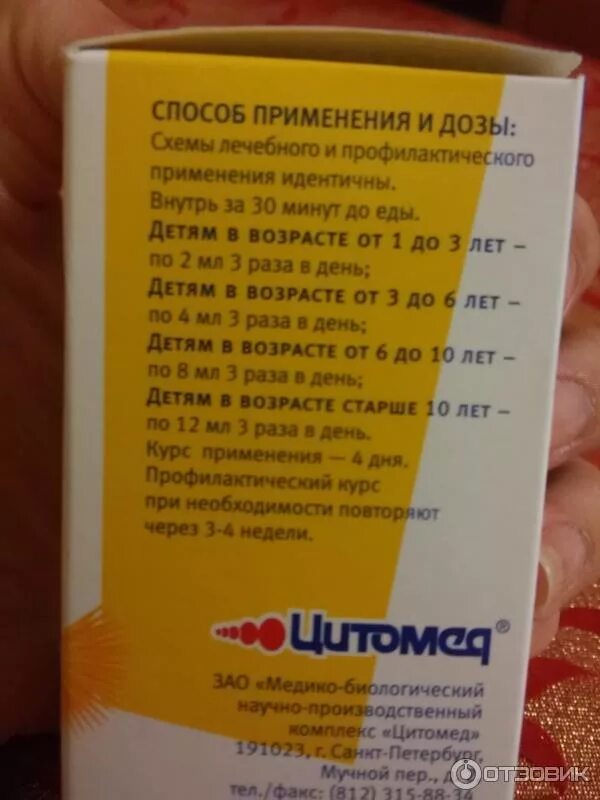 СПОСОБ ПРИМЕНЕНИЯ И ДОЗЫ:
Схемы лечебного и профилактического
применения идентичны.
Внутрь за 30 минут до еды.
ДЕТЯМ В ВОЗРАСТЕ ОТ 1 ДО 3 ЛЕТ –
по 2 мл 3 раза в день;
ДЕТЯМ В ВОЗРАСТЕ ОТ 3 ДО 6 ЛЕТ –
по 4 мл 3 раза в день;
ДЕТЯМ В ВОЗРАСТЕ ОТ 6 ДО 10 ЛЕТ –
по 8 мл 3 раза в день;
ДЕТЯМ В ВОЗРАСТЕ СТАРШЕ 10 ЛЕТ –
по 12 мл 3 раза в день.
Курс применения — 4 дня.
Профилактический курс
при необходимости повторяют
через 3-4 недели.
Цитомед®
ЗАО «Медико-биологический
научно-производственный
комплекс «Цитомед»
191023, г. Санкт-Петербург,
Мучной пер.,
тел./факс: (812) 315-88-34
ОТЗОВИК